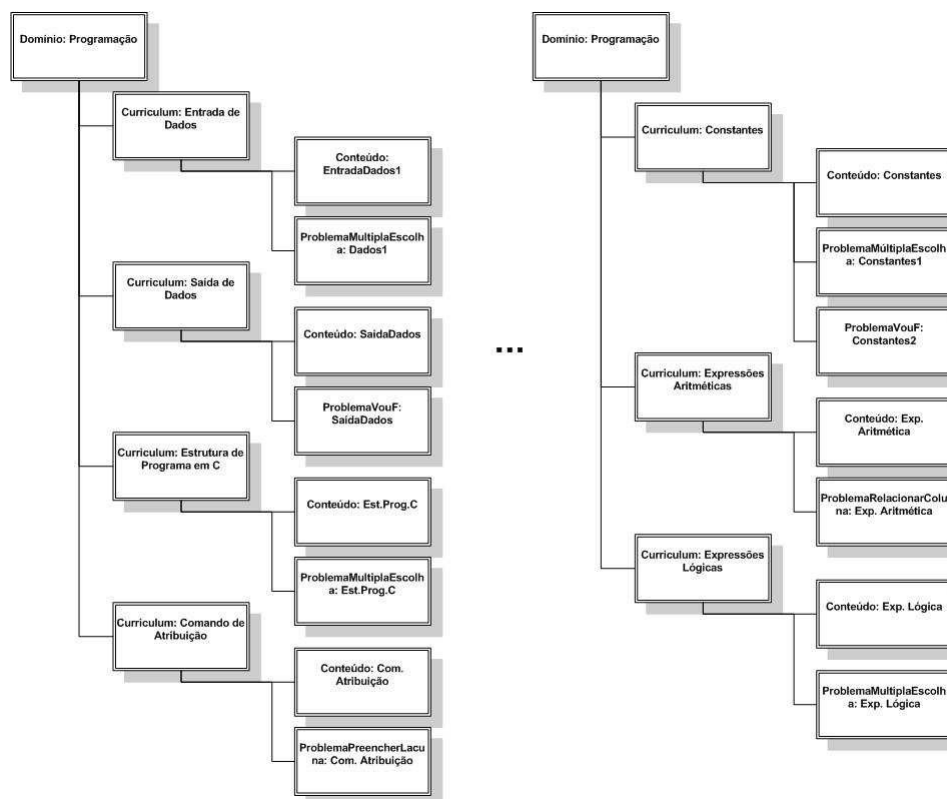 Domínio: Programação
Curriculum: Entrada de
Dados
Conteúdo:
EntradaDados1
ProblemaMultiplaEscolh
a: Dados1
Curriculum: Saída de
Dados
Conteúdo: SaídaDados
ProblemaVouF:
SaídaDados
Curriculum: Estrutura de
Programa em C
Conteúdo: Est.Prog.C
ProblemaMultiplaEscolh
a: Est.Prog.C
Curriculum: Comando de
Atribuição
Conteúdo: Com.
Atribuição
ProblemaPreencherLacu
na: Com. Atribuição
...
Domínio: Programação
Curriculum: Constantes
Conteúdo: Constantes
ProblemaMúltiplaEscolh
a: Constantes1
ProblemaVouF:
Constantes2
Curriculum: Expressões
Aritméticas
Conteúdo: Exp.
Aritmética
ProblemaRelacionarColu
na: Exp. Aritmética
Curriculum: Expressões
Lógicas
Conteúdo: Exp. Lógica
ProblemaMultiplaEscolh
a: Exp. Lógica